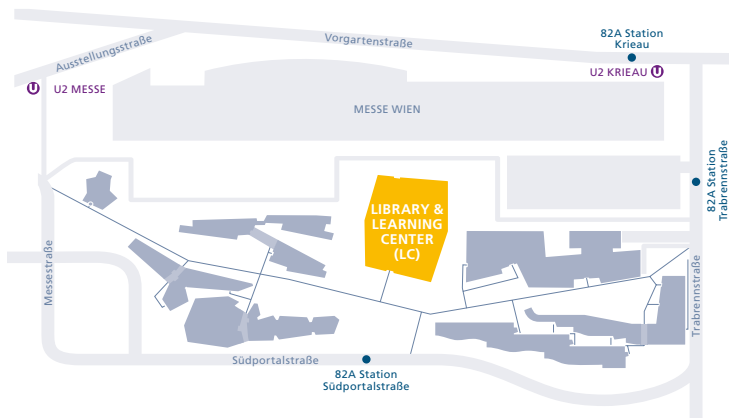 82A Station
Krieau
Vorgartenstraße
Ausstellungsstraße
U2 KRIEAU U
U U2 MESSE
MESSE WIEN
82A Station
Trabrennstraße
LIBRARY &
LEARNING
CENTER
(LC)
Messestraße
Trabrennstraße
Südportalstraße
82A Station
Südportalstraße